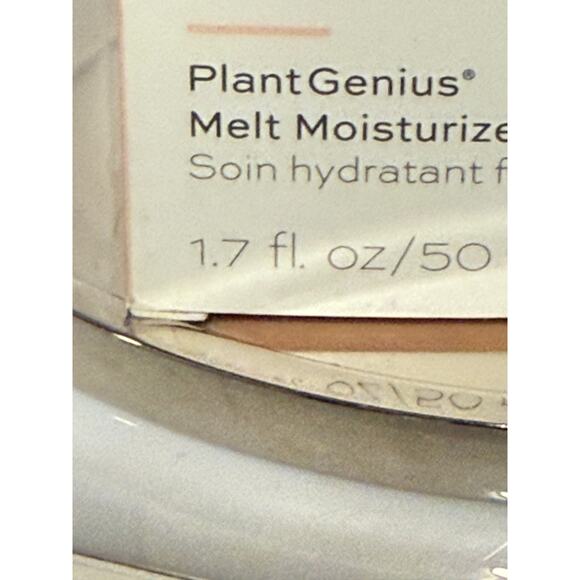 PlantGenius®
Melt Moisturize
Soin hydratant f
1.7 fl. oz/50